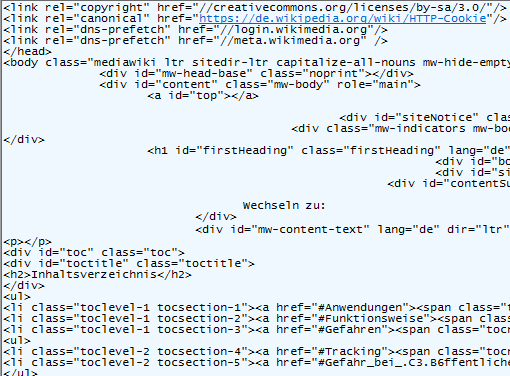 <link rel="copyright" href="//creativecommons.org/licenses/by-sa/3.0/"/>
<link rel="canonical" href="https://de.wikipedia.org/wiki/HTTP-Cookie"/>
<link rel="dns-prefetch" href="//login.wikimedia.org"/>
<link rel="dns-prefetch" href="//meta.wikimedia.org" />
</head>
<body class="mediawiki ltr sitedir-ltr capitalize-all-nouns mw-hide-empty
<div id="mw-head-base" class="noprint"></div>
<div id="content" class="mw-body" role="main">
<a id="top"></a>
<div id="siteNotice" clas
<div class="mw-indicators mw-bo
</div>
<h1 id="firstHeading" class="firstHeading" lang="de"
<div id="bo
<div id="si
<div id="contentSu
Wechseln zu:
</div>
<div id="mw-content-text" lang="de" dir="ltr"
<p></p>
<div id="toc" class="toc">
<div id="toctitle" class="toctitle">
<h2>Inhaltsverzeichnis</h2>
</div>
<ul>
<li class="toclevel-1 tocsection-1"><a href="#Anwendungen"><span class="t
<li class="toclevel-1 tocsection-2"><a href="#Funktionsweise"><span class
<li class="toclevel-1 tocsection-3"><a href="#Gefahren"><span class="tocn
<ul>
<li class="toclevel-2 tocsection-4"><a href="#Tracking"><span class="tocn
<li class="toclevel-2 tocsection-5"><a href="#Gefahr_bei_.C3.B6ffentliche